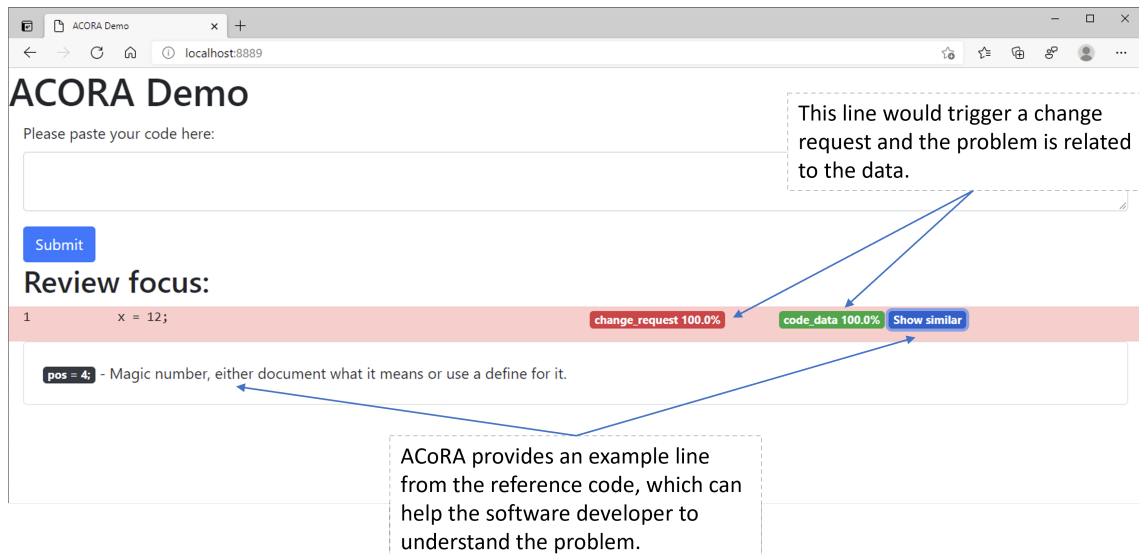 ACORA Demo
localhost:8889
ACORA Demo
Please paste your code here:
This line would trigger a change
request and the problem is related
to the data.
Submit
Review focus:
1 x = 12; change_request 100.0% code_data 100.0% Show similar
pos = 4; - Magic number, either document what it means or use a define for it.
ACoRA provides an example line
from the reference code, which can
help the software developer to
understand the problem.